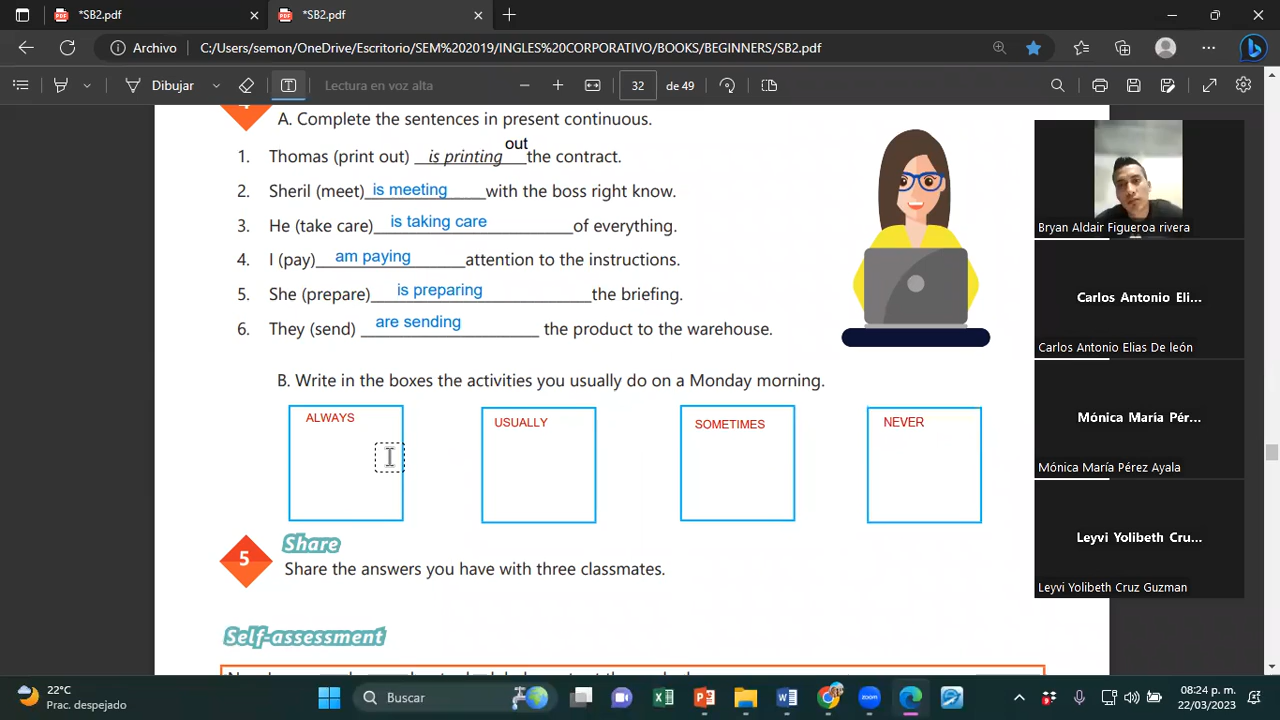 *SB2.pdf
*SB2.pdf
Archivo
C:/Users/semon/OneDrive/Escritorio/SEM%202019/INGLES%20CORPORATIVO/BOOKS/BEGINNERS/SB2.pdf
Dibujar
Lectura en voz alta
32
de 49
A. Complete the sentences in present continuous.
out
1. Thomas (print out) __is printing___the contract.
2. Sheril (meet) is meeting with the boss right know.
3. He (take care) is taking care of everything.
4. I (pay) am paying attention to the instructions.
5. She (prepare) is preparing the briefing.
6. They (send) are sending the product to the warehouse.
B. Write in the boxes the activities you usually do on a Monday morning.
ALWAYS
USUALLY
SOMETIMES
NEVER
5
Share
Share the answers you have with three classmates.
Self-assessment
Bryan Aldair Figueroa rivera
Carlos Antonio Eli...
Carlos Antonio Elias De león
Mónica María Pér...
Mónica María Pérez Ayala
Leyvi Yolibeth Cru...
Leyvi Yolibeth Cruz Guzman
22°C
Prac. despejado
Buscar
08:24 p. m.
22/03/2023